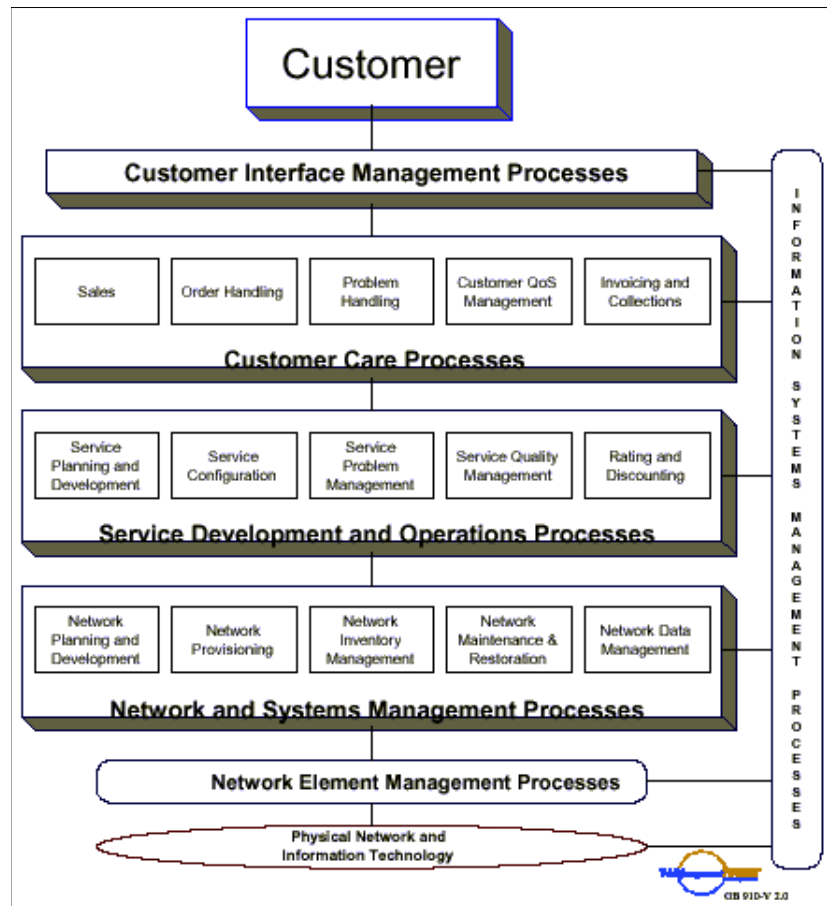 Customer
Customer Interface Management Processes
Sales
Order Handling
Problem
Handling
Customer QoS
Management
Invoicing and
Collections
Customer Care Processes
Service
Planning and
Development
Service
Configuration
Service
Problem
Management
Service Quality
Management
Rating and
Discounting
Service Development and Operations Processes
Network
Planning and
Development
Network
Provisioning
Network
Inventory
Management
Network
Maintenance &
Restoration
Network Data
Management
Network and Systems Management Processes
Network Element Management Processes
Physical Network and
Information Technology
INFORMATION SYSTEMS MANAGEMENT PROCESSES
GB 910-V 2.0